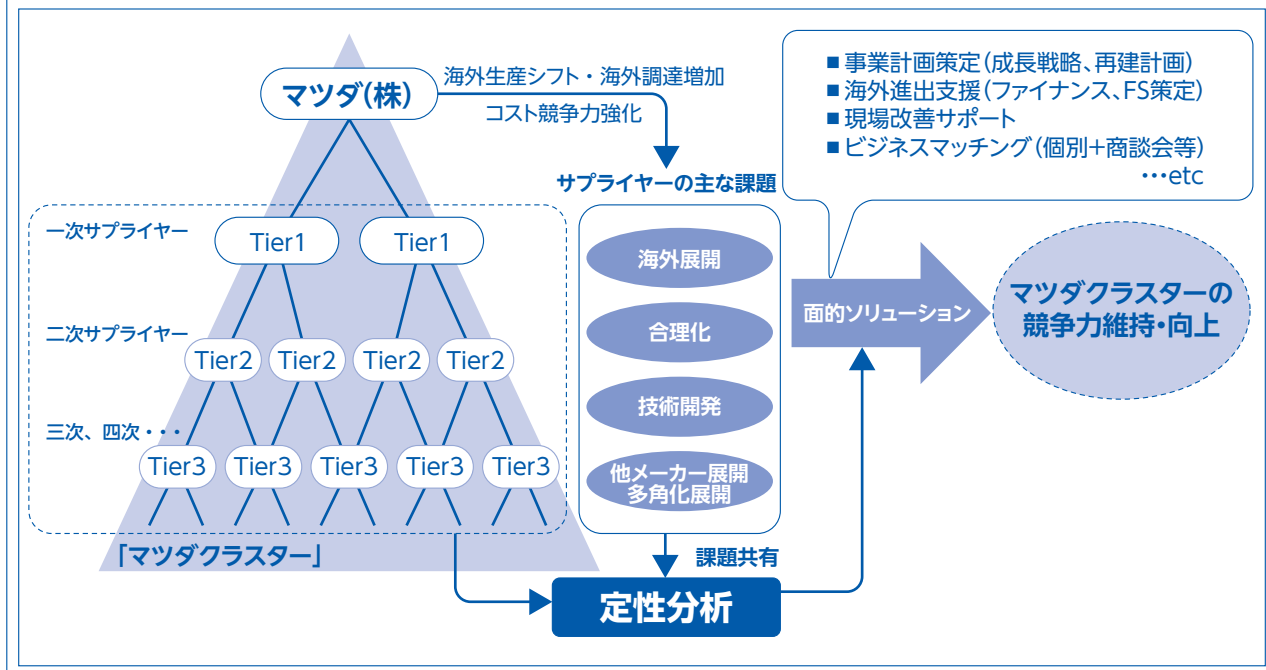 マツダ(株)
海外生産シフト・海外調達増加
コスト競争力強化
■事業計画策定(成長戦略、再建計画)
■海外進出支援(ファイナンス、FS策定)
■現場改善サポート
■ビジネスマッチング(個別+商談会等)
・・・etc
サプライヤーの主な課題
一次サプライヤー
Tier1 Tier1
二次サプライヤー
Tier2 Tier2 Tier2 Tier2
三次、四次・・・
Tier3 Tier3 Tier3 Tier3 Tier3
「マツダクラスター」
海外展開
合理化
技術開発
他メーカー展開
多角化展開
課題共有
定性分析
面的ソリューション
マツダクラスターの
競争力維持・向上